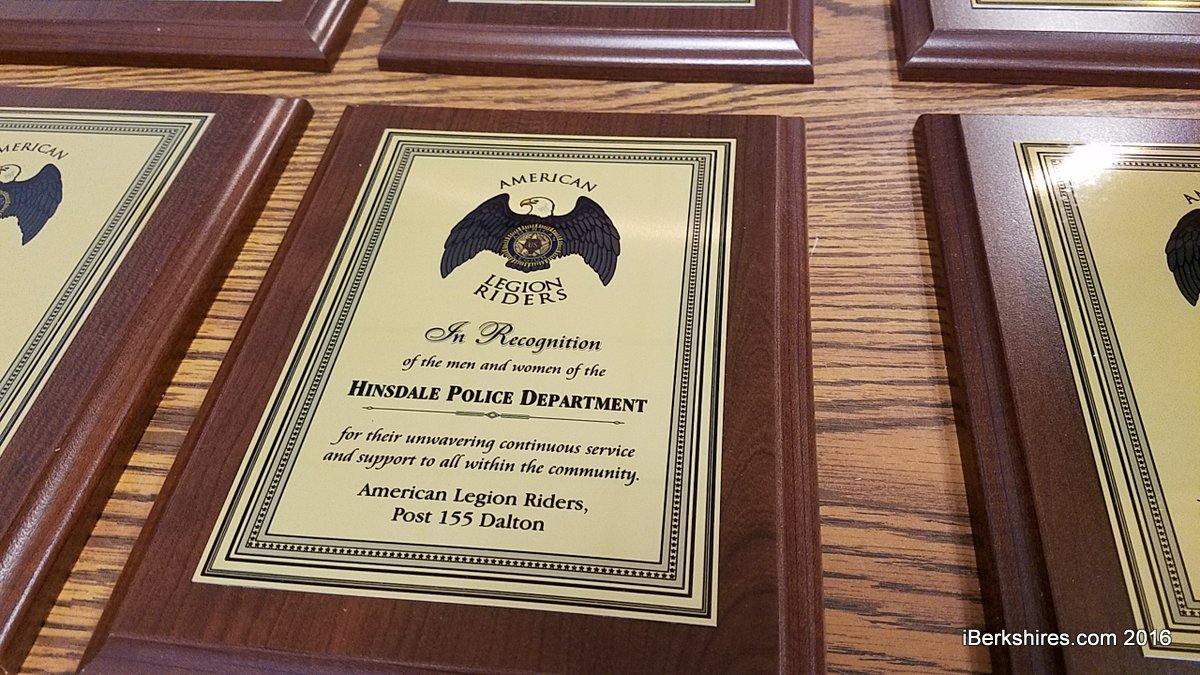 MERICAN
AMERICAN
LEGION
RIDERS
In Recognition
of the men and women of the
HINSDALE POLICE DEPARTMENT
for their unwavering continuous service
and support to all within the community.
American Legion Riders,
Post 155 Dalton
iBerkshires.com 2016